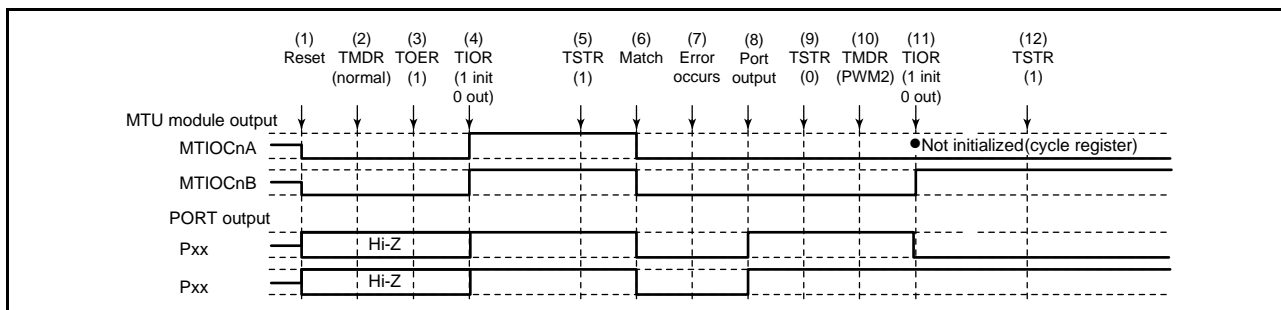 (1) (2) (3) (4) (5) (6) (7) (8) (9) (10) (11) (12)
Reset TMDR TOER TIOR TSTR Match Error Port TSTR TMDR TIOR TSTR
(normal) (1) (1 init (1) occurs output (0) (PWM2) (1 init (1)
0 out) 0 out)
MTU module output
MTIOCnA
●Not initialized(cycle register)
MTIOCnB
PORT output
Pxx Hi-Z
Pxx Hi-Z